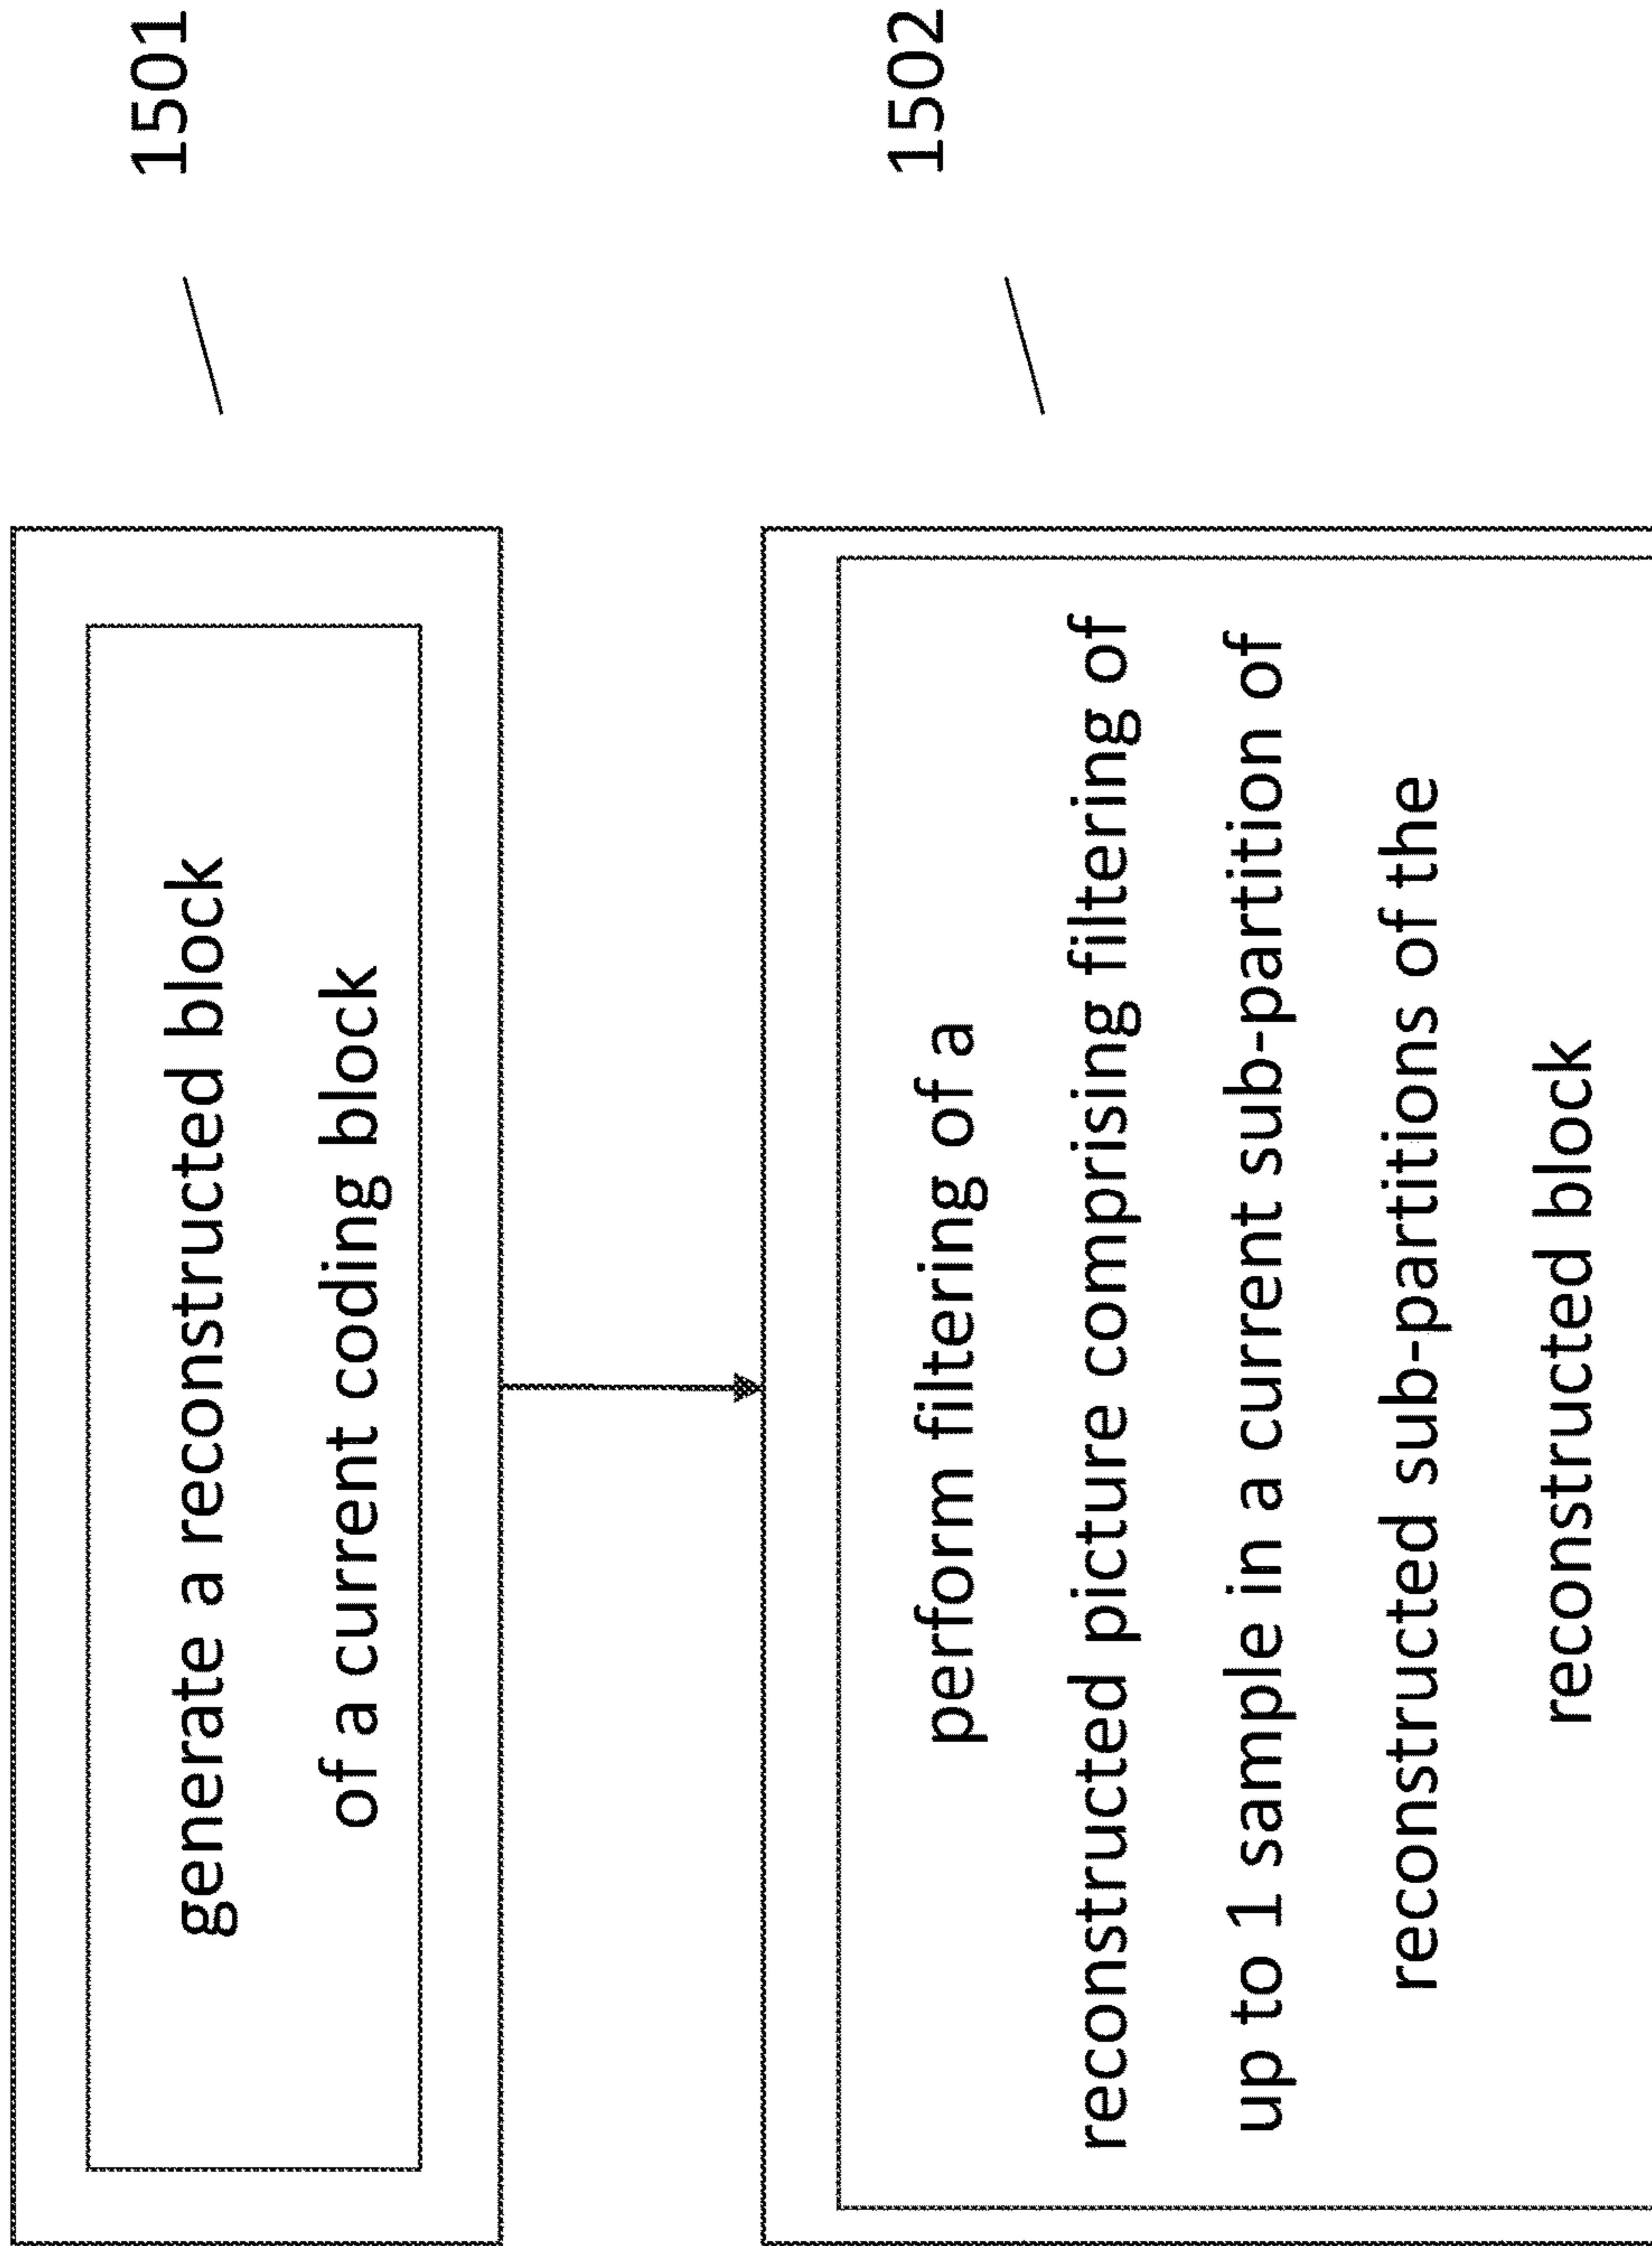 generate a reconstructed block
of a current coding block
1501
perform filtering of a
reconstructed picture comprising filtering of
up to 1 sample in a current sub-partition of
reconstructed sub-partitions of the
reconstructed block
1502